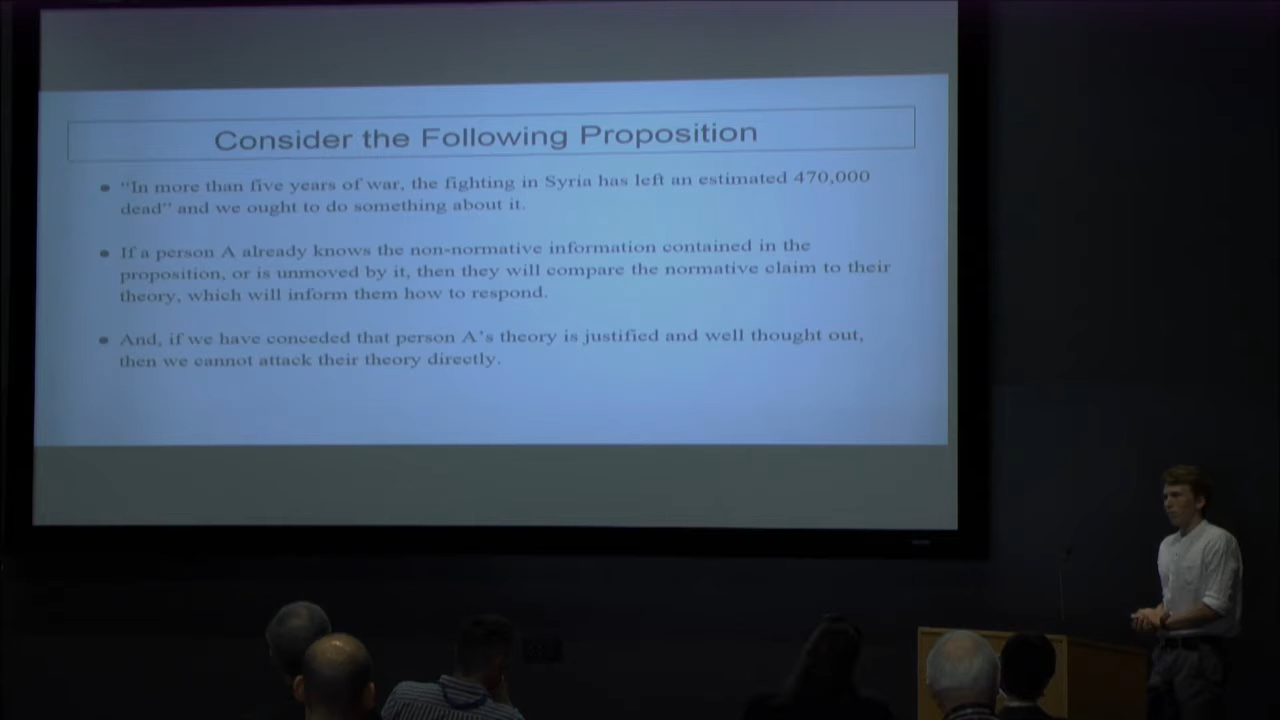 Consider the Following Proposition
"In more than five years of war, the fighting in Syria has left an estimated 470,000
dead" and we ought to do something about it.
If a person A already knows the non-normative information contained in the
proposition, or is unmoved by it, then they will compare the normative claim to their
theory, which will inform them how to respond.
And, if we have conceded that person A's theory is justified and well thought out,
then we cannot attack their theory directly.